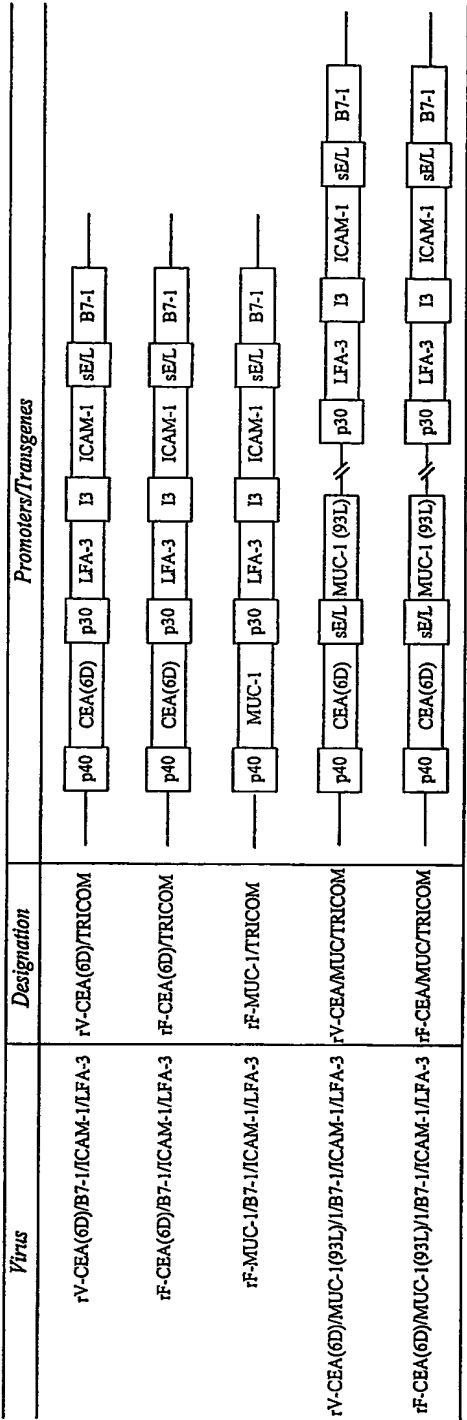 Virus Designation Promoters/Transgenes
rV-CEA(6D)/B7-1/ICAM-1/LFA-3 rV-CEA(6D)/TRICOM p40 CEA(6D) p30 LFA-3 I3 ICAM-1 sE/L B7-1
rF-CEA(6D)/B7-1/ICAM-1/LFA-3 rF-CEA(6D)/TRICOM p40 CEA(6D) p30 LFA-3 I3 ICAM-1 sE/L B7-1
rF-MUC-1/B7-1/ICAM-1/LFA-3 rF-MUC-1/TRICOM p40 MUC-1 p30 LFA-3 I3 ICAM-1 sE/L B7-1
rV-CEA(6D)/MUC-1(93L)/1/B7-1/ICAM-1/LFA-3 rV-CEA/MUC/TRICOM p40 CEA(6D) sE/L MUC-1 (93L) p30 LFA-3 I3 ICAM-1 sE/L B7-1
rF-CEA(6D)/MUC-1(93L)/1/B7-1/ICAM-1/LFA-3 rF-CEA/MUC/TRICOM p40 CEA(6D) sE/L MUC-1 (93L) p30 LFA-3 I3 ICAM-1 sE/L B7-1